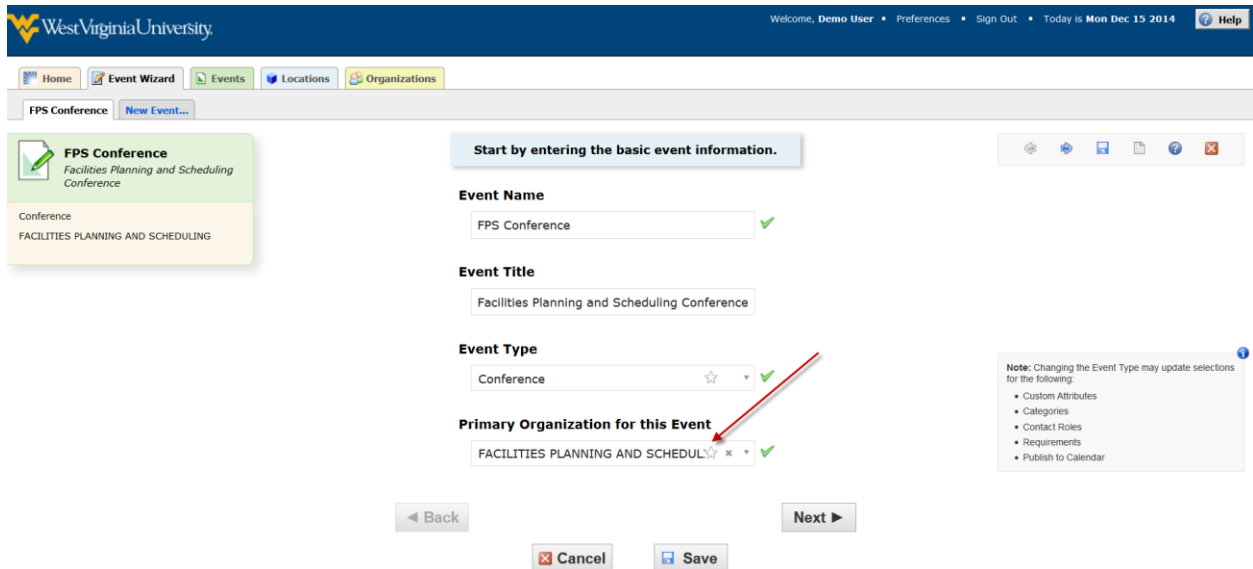 West Virginia University.
Welcome, Demo User ▪ Preferences ▪ Sign Out ▪ Today is Mon Dec 15 2014
Help
Home
Event Wizard
Events
Locations
Organizations
FPS Conference
New Event...
FPS Conference
Facilities Planning and Scheduling
Conference
Conference
FACILITIES PLANNING AND SCHEDULING
Start by entering the basic event information.
Event Name
FPS Conference
Event Title
Facilities Planning and Scheduling Conference
Event Type
Conference
Primary Organization for this Event
FACILITIES PLANNING AND SCHEDUL
Note: Changing the Event Type may update selections
for the following:
• Custom Attributes
• Categories
• Contact Roles
• Requirements
• Publish to Calendar
◄ Back
Next ►
Cancel
Save